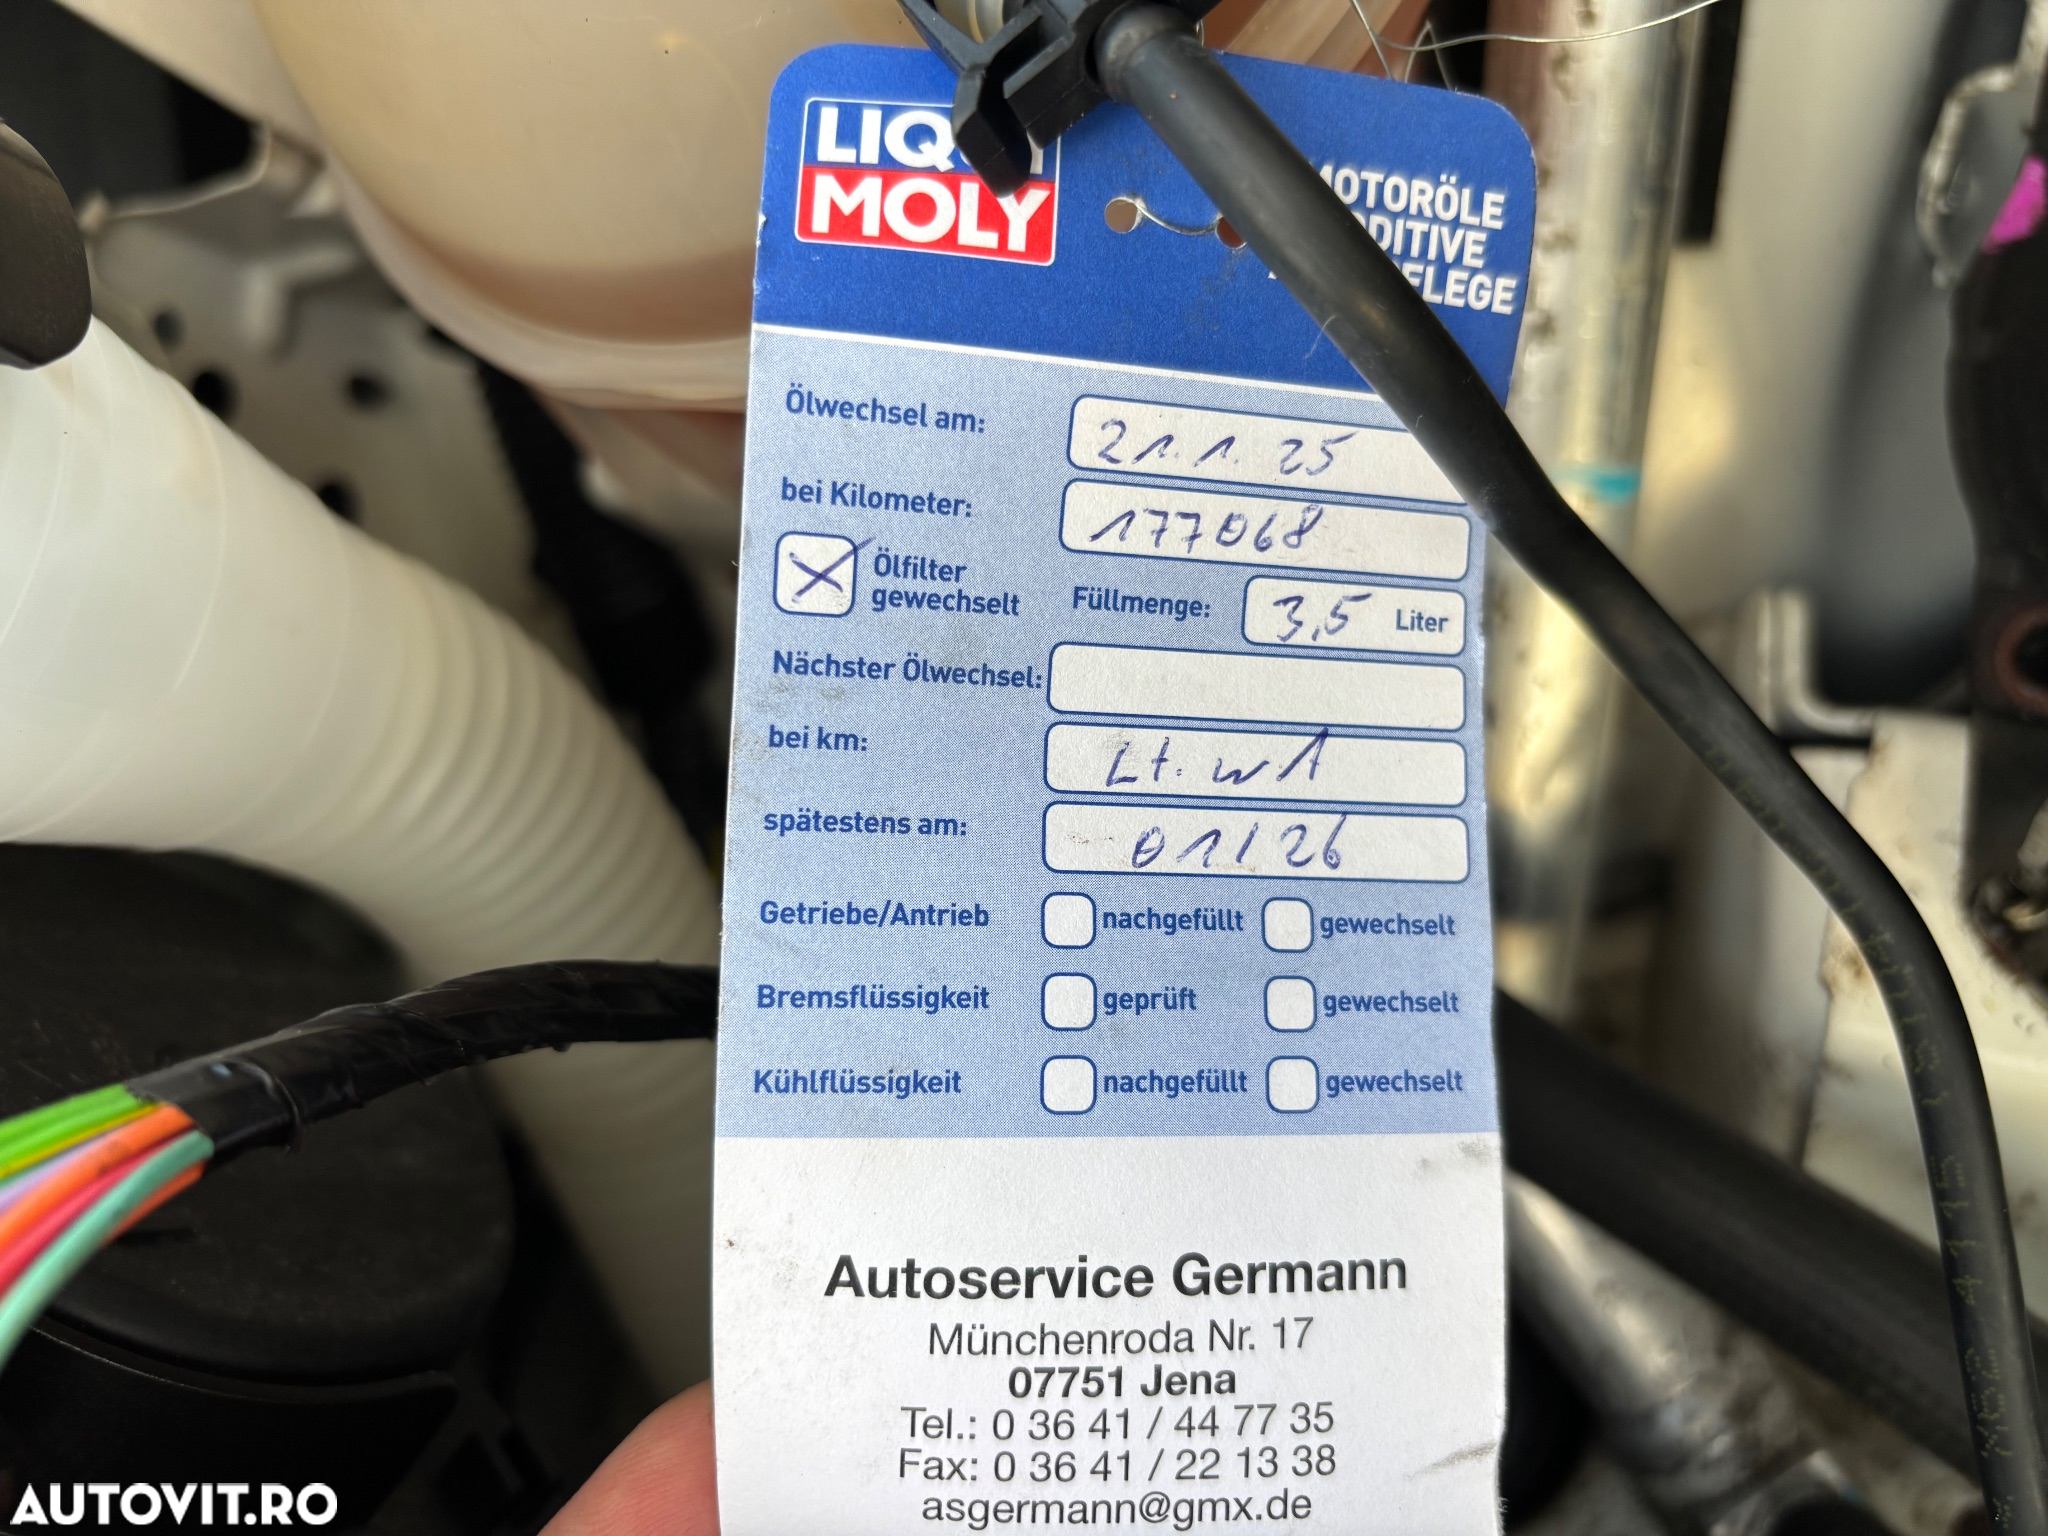 LIQUI
MOLY
MOTORÖLE
ADDITIVE
PFLEGE
Ölwechsel am: 21.1.25
bei Kilometer: 177068
Ölfilter
gewechselt
Füllmenge: 3,5 Liter
Nächster Ölwechsel:
bei km: Lt. w1
spätestens am: 01/26
Getriebe/Antrieb nachgefüllt gewechselt
Bremsflüssigkeit geprüft gewechselt
Kühlflüssigkeit nachgefüllt gewechselt
Autoservice Germann
Münchenroda Nr. 17
07751 Jena
Tel.: 0 36 41 / 44 77 35
Fax: 0 36 41 / 22 13 38
asgermann@gmx.de
AUTOVIT.RO